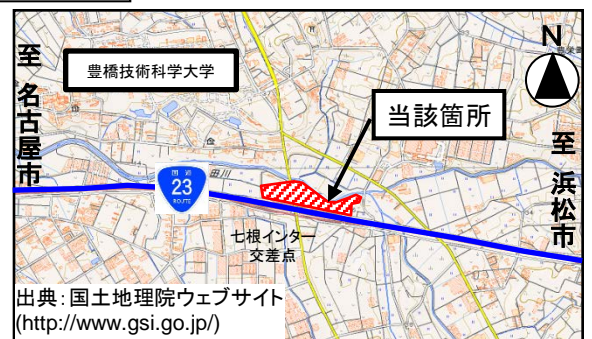 至 名古屋市
豊橋技術科学大学
N
当該箇所
至 浜松市
国道
23
ROUTE
田川
七根インター
交差点
出典：国土地理院ウェブサイト
(http://www.gsi.go.jp/)